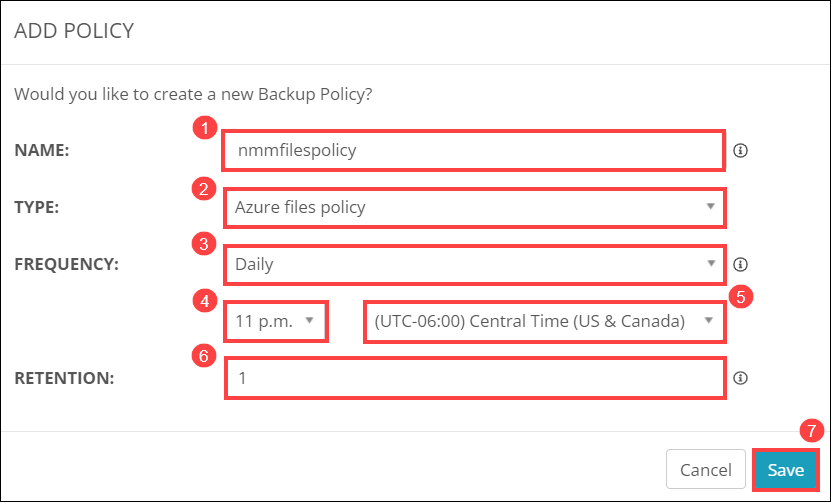 ADD POLICY
Would you like to create a new Backup Policy?
1
NAME: nmmfilespolicy
2
TYPE: Azure files policy
3
FREQUENCY: Daily
4 5
11 p.m. (UTC-06:00) Central Time (US & Canada)
6
RETENTION: 1
7
Cancel Save